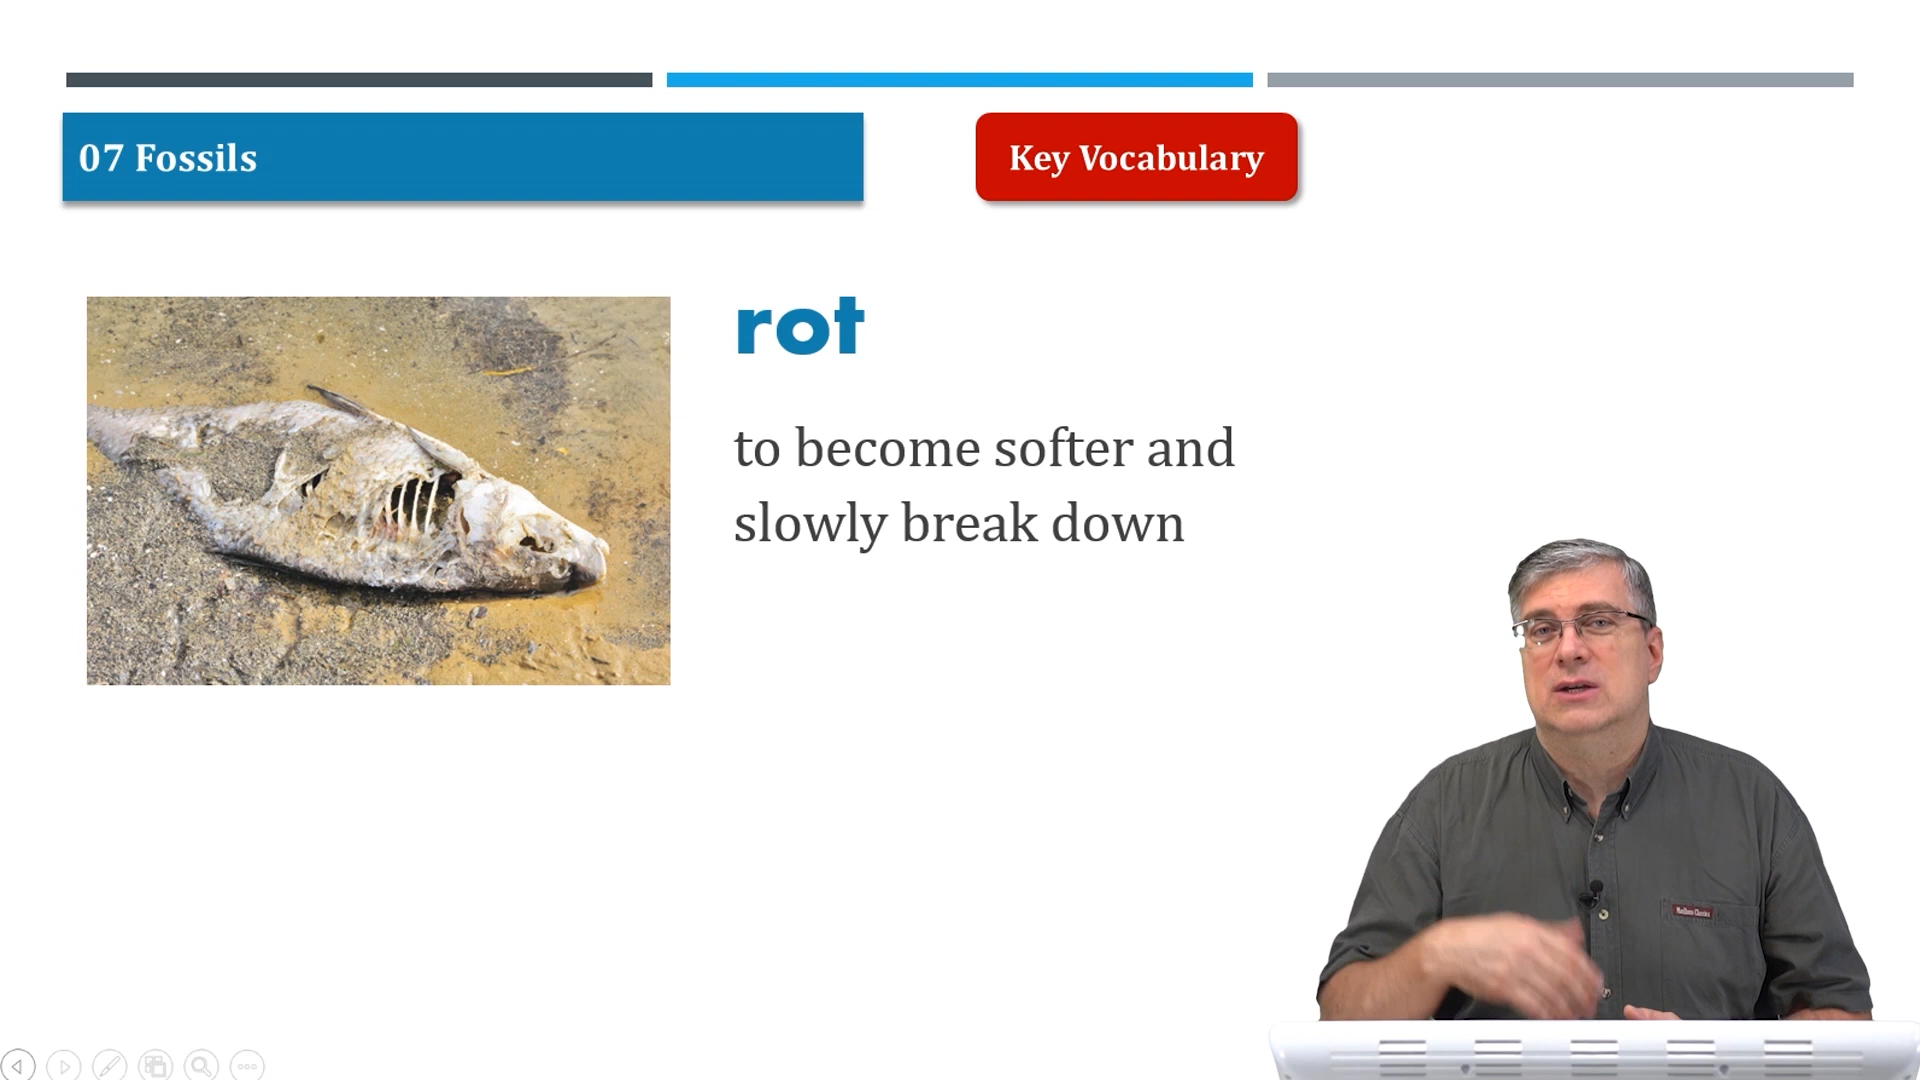 07 Fossils
Key Vocabulary
rot
to become softer and
slowly break down